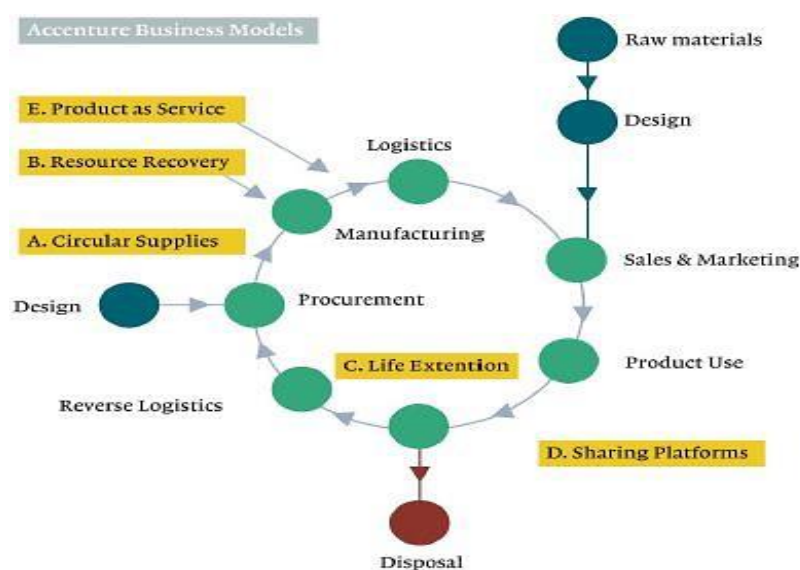 Accenture Business Models
Raw materials
E. Product as Service
Design
Logistics
B. Resource Recovery
Manufacturing
A. Circular Supplies
Sales & Marketing
Design
Procurement
C. Life Extention
Product Use
Reverse Logistics
D. Sharing Platforms
Disposal